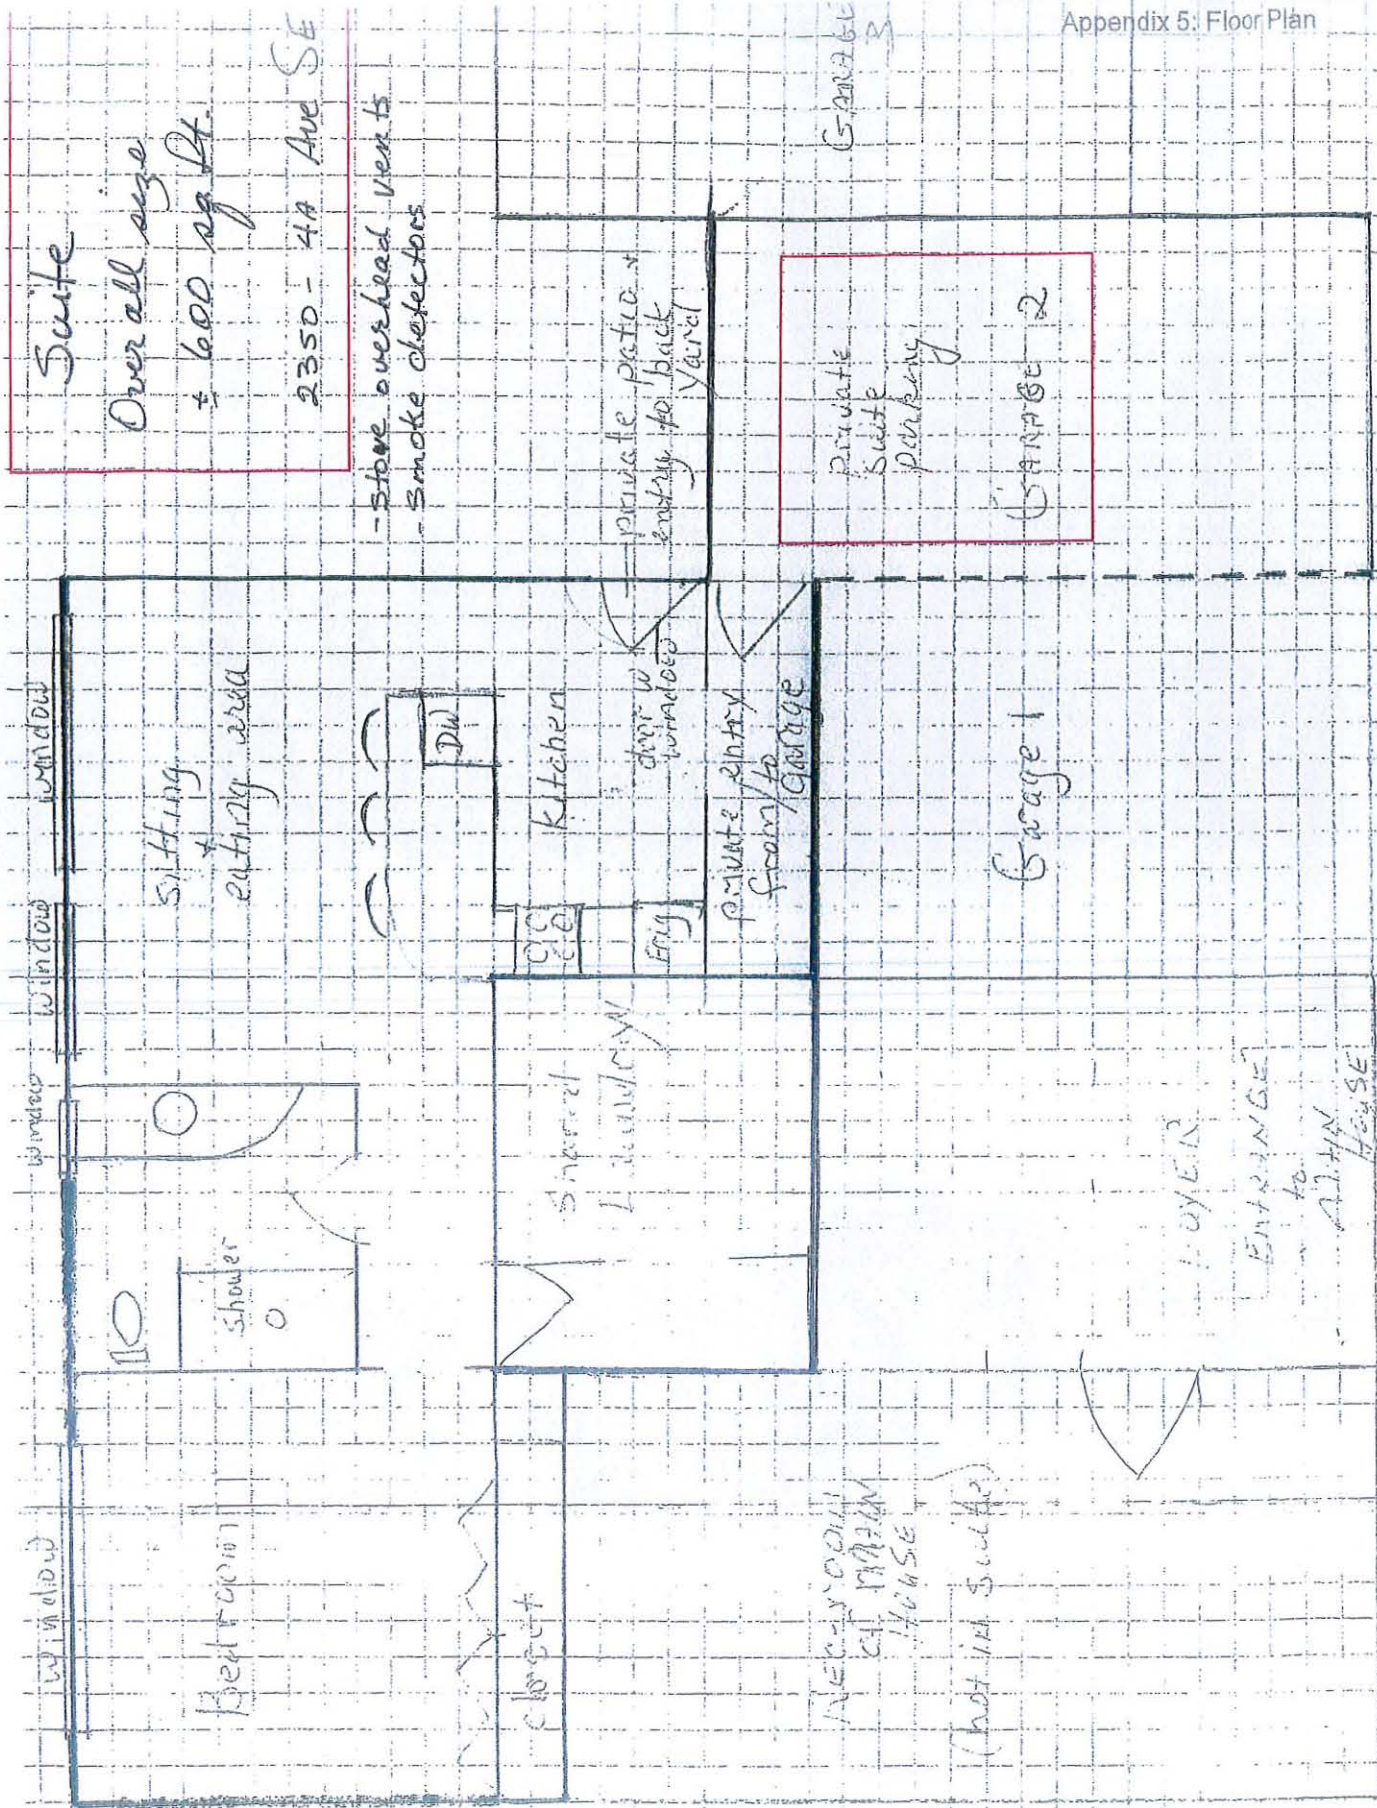 Appendix 5: Floor Plan
Suite
Over all size
± 600 sq ft.
2350 - 4A Ave SE
- Stove overhead vents
- smoke detectors
window
window
window
window
Sitting
+
eating area
DW
Kitchen
door w
window
Frig
private entry
from/to
Garage
private patio +
entry to back
Yard
Private
Suite
parking
GARAGE 2
GARAGE
3
Garage 1
shower
Shared
Laundry
Bedroom
closet
Rec-room
of MAIN
HOUSE
(not in Suite)
FOYER
ENTRANCE
to
MAIN
HOUSE